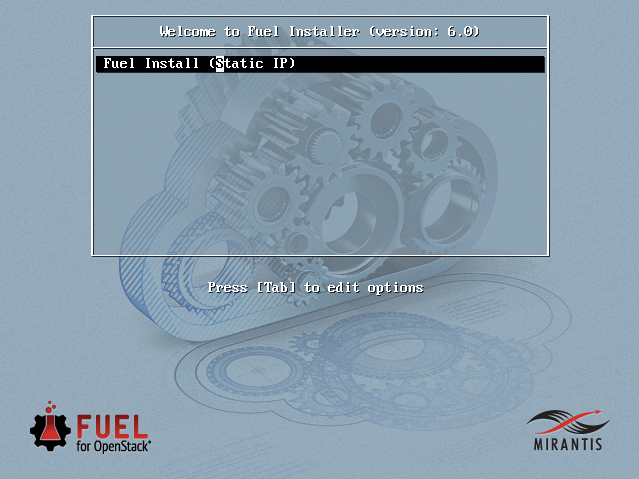 Welcome to Fuel Installer (version: 6.0)
Fuel Install (Static IP)
Press [Tab] to edit options
FUEL
for OpenStack
MIRANTIS